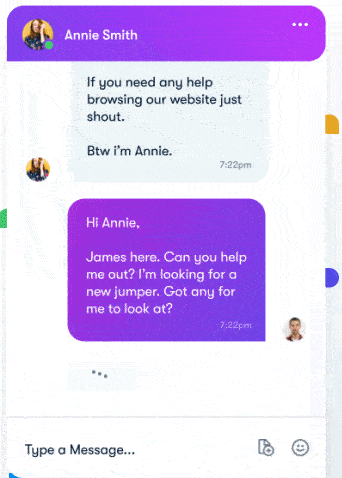 Annie Smith
If you need any help
browsing our website just
shout.
Btw i'm Annie.
7:22pm
Hi Annie,
James here. Can you help
me out? I'm looking for a
new jumper. Got any for
me to look at?
7:22pm
Type a Message...